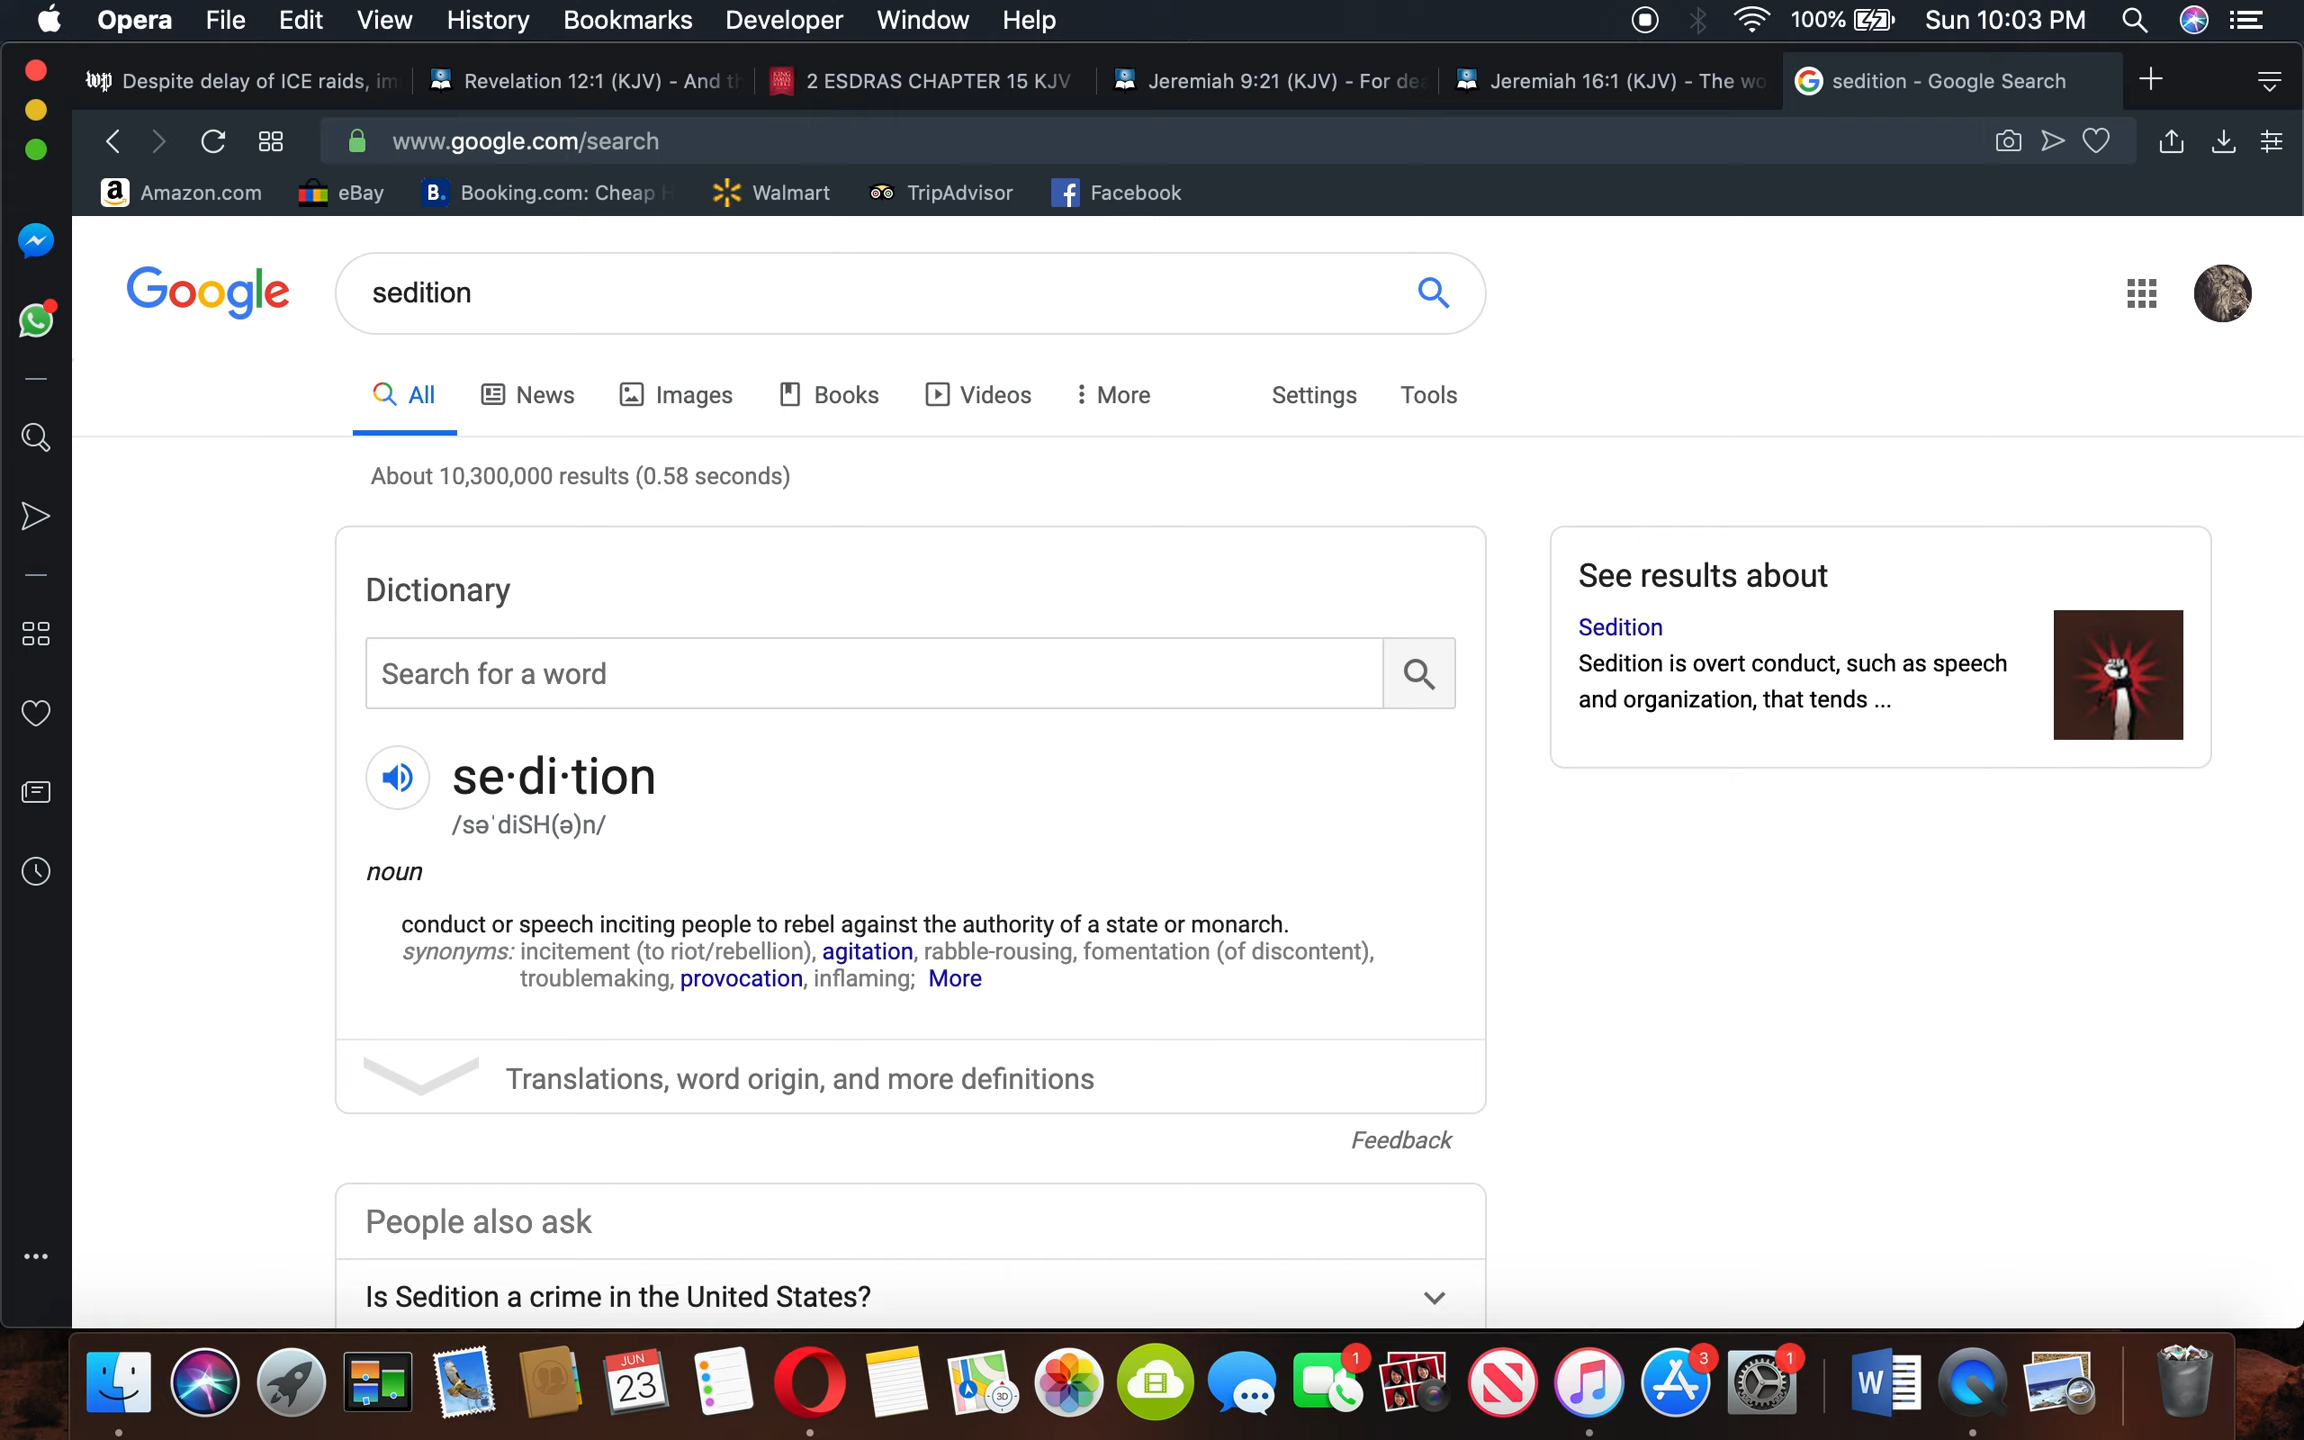 Opera File Edit View History Bookmarks Developer Window Help 100% Sun 10:03 PM
Despite delay of ICE raids, im Revelation 12:1 (KJV) - And th 2 ESDRAS CHAPTER 15 KJV Jeremiah 9:21 (KJV) - For dea Jeremiah 16:1 (KJV) - The wo sedition - Google Search
www.google.com/search
Amazon.com eBay B. Booking.com: Cheap H Walmart TripAdvisor Facebook
Google sedition
All News Images Books Videos More Settings Tools
About 10,300,000 results (0.58 seconds)
Dictionary
Search for a word
se·di·tion
/səˈdiSH(ə)n/
noun
conduct or speech inciting people to rebel against the authority of a state or monarch.
synonyms: incitement (to riot/rebellion), agitation, rabble-rousing, fomentation (of discontent),
troublemaking, provocation, inflaming; More
Translations, word origin, and more definitions
Feedback
People also ask
Is Sedition a crime in the United States?
See results about
Sedition
Sedition is overt conduct, such as speech
and organization, that tends ...
JUN
23
3D
1
3
1
W